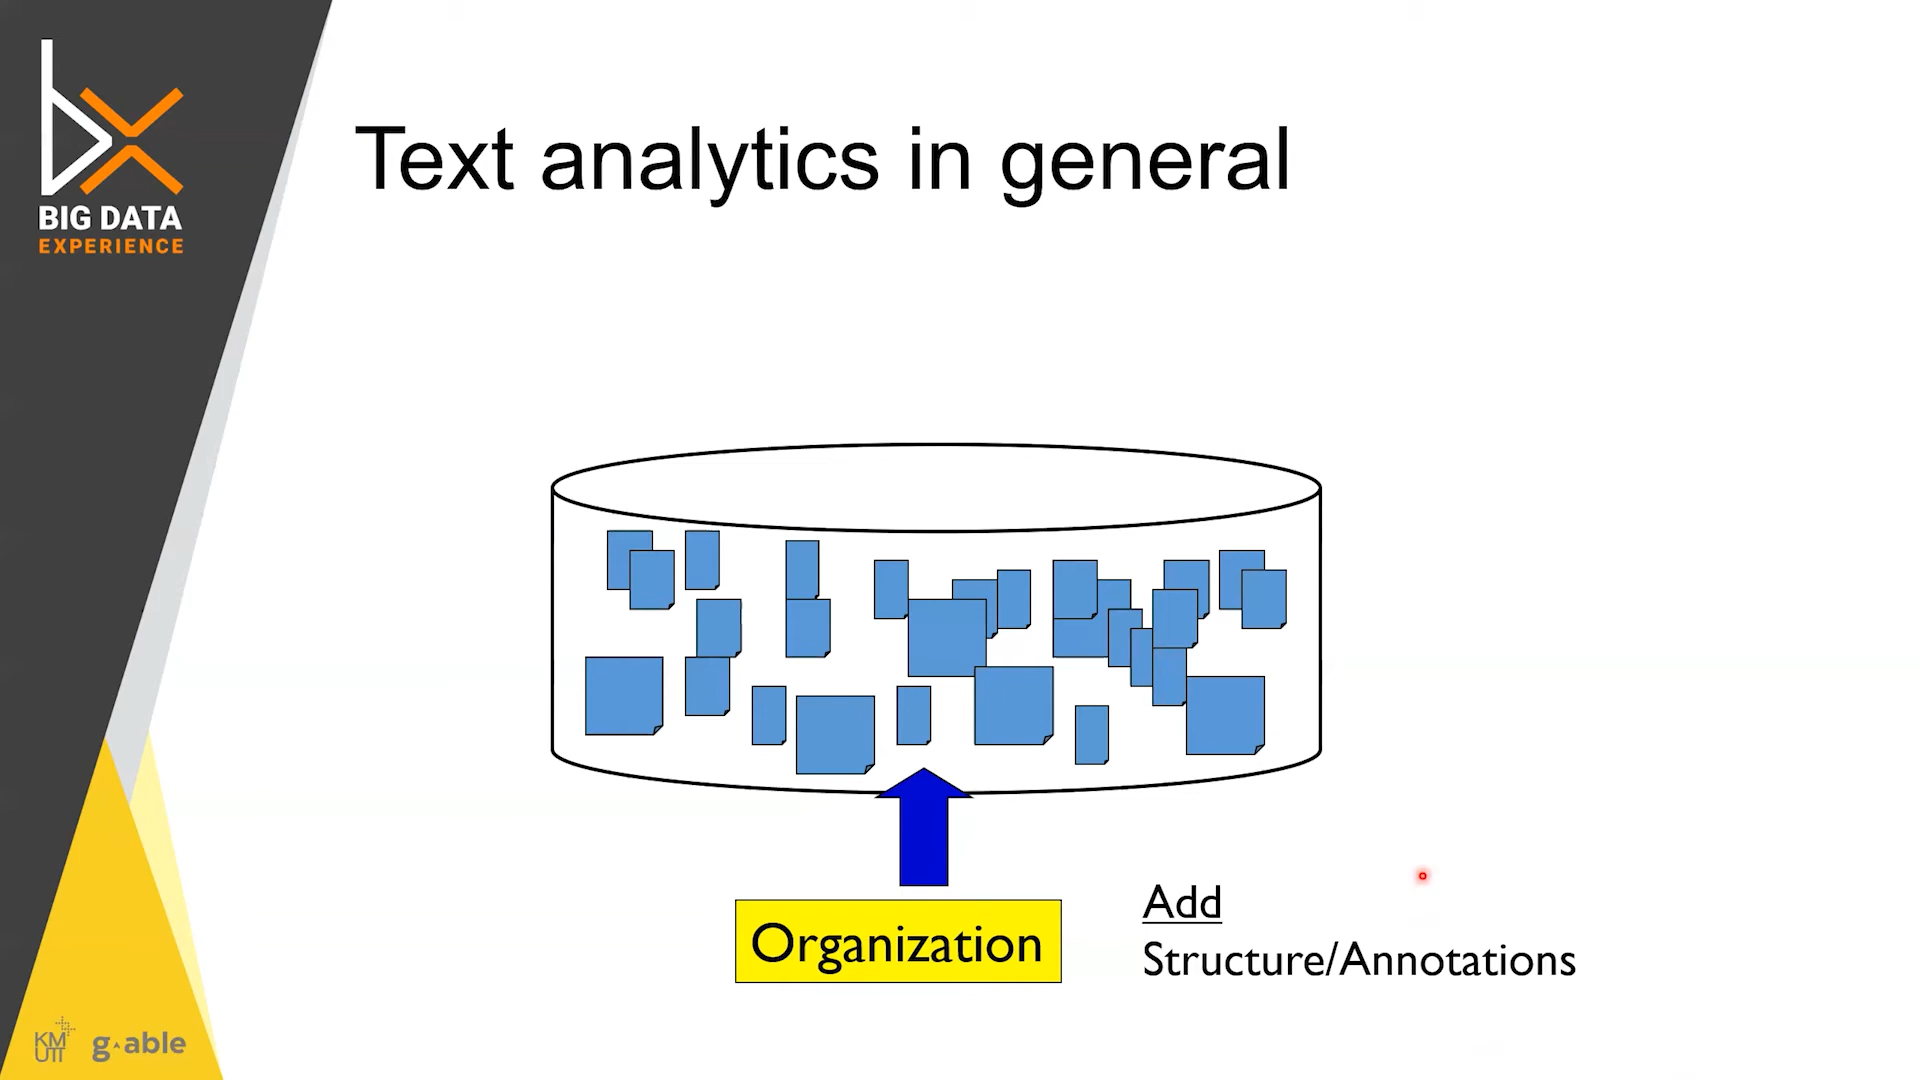 BIG DATA
EXPERIENCE
Text analytics in general
Organization
Add
Structure/Annotations
KM
UTT
g-able